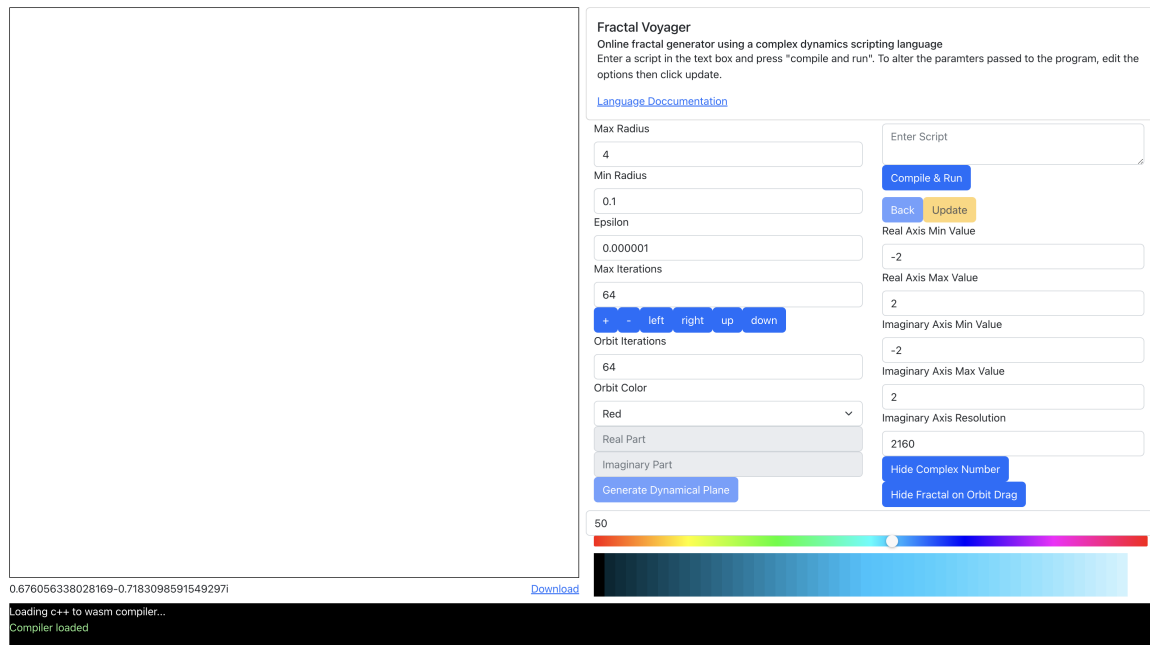 Fractal Voyager
Online fractal generator using a complex dynamics scripting language
Enter a script in the text box and press "compile and run". To alter the paramters passed to the program, edit the
options then click update.
Language Doccumentation
Max Radius
4
Min Radius
0.1
Epsilon
0.000001
Max Iterations
64
+ - left right up down
Orbit Iterations
64
Orbit Color
Red
Real Part
Imaginary Part
Generate Dynamical Plane
Enter Script
Compile & Run
Back Update
Real Axis Min Value
-2
Real Axis Max Value
2
Imaginary Axis Min Value
-2
Imaginary Axis Max Value
2
Imaginary Axis Resolution
2160
Hide Complex Number
Hide Fractal on Orbit Drag
50
0.676056338028169-0.7183098591549297i
Download
Loading c++ to wasm compiler...
Compiler loaded